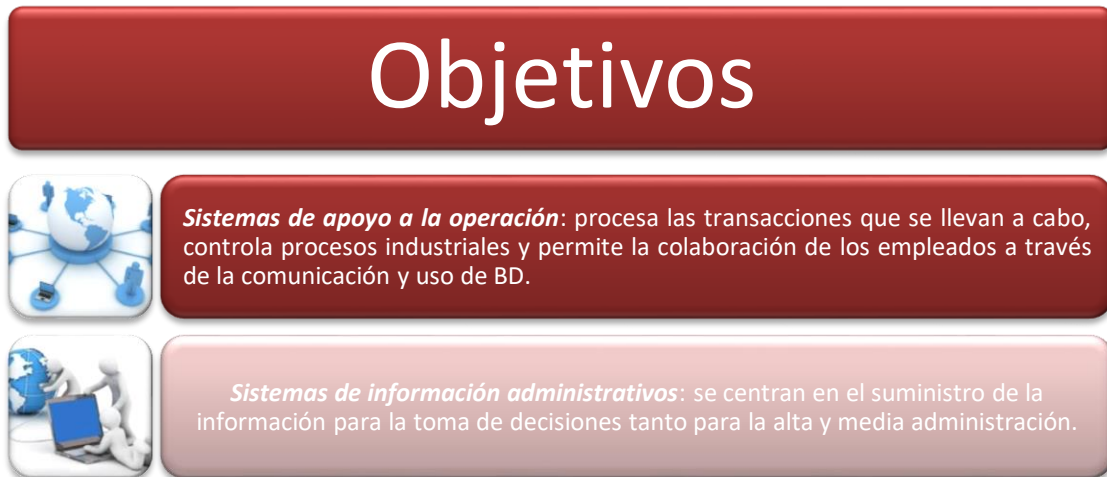 Objetivos
Sistemas de apoyo a la operación: procesa las transacciones que se llevan a cabo,
controla procesos industriales y permite la colaboración de los empleados a través
de la comunicación y uso de BD.
Sistemas de información administrativos: se centran en el suministro de la
información para la toma de decisiones tanto para la alta y media administración.